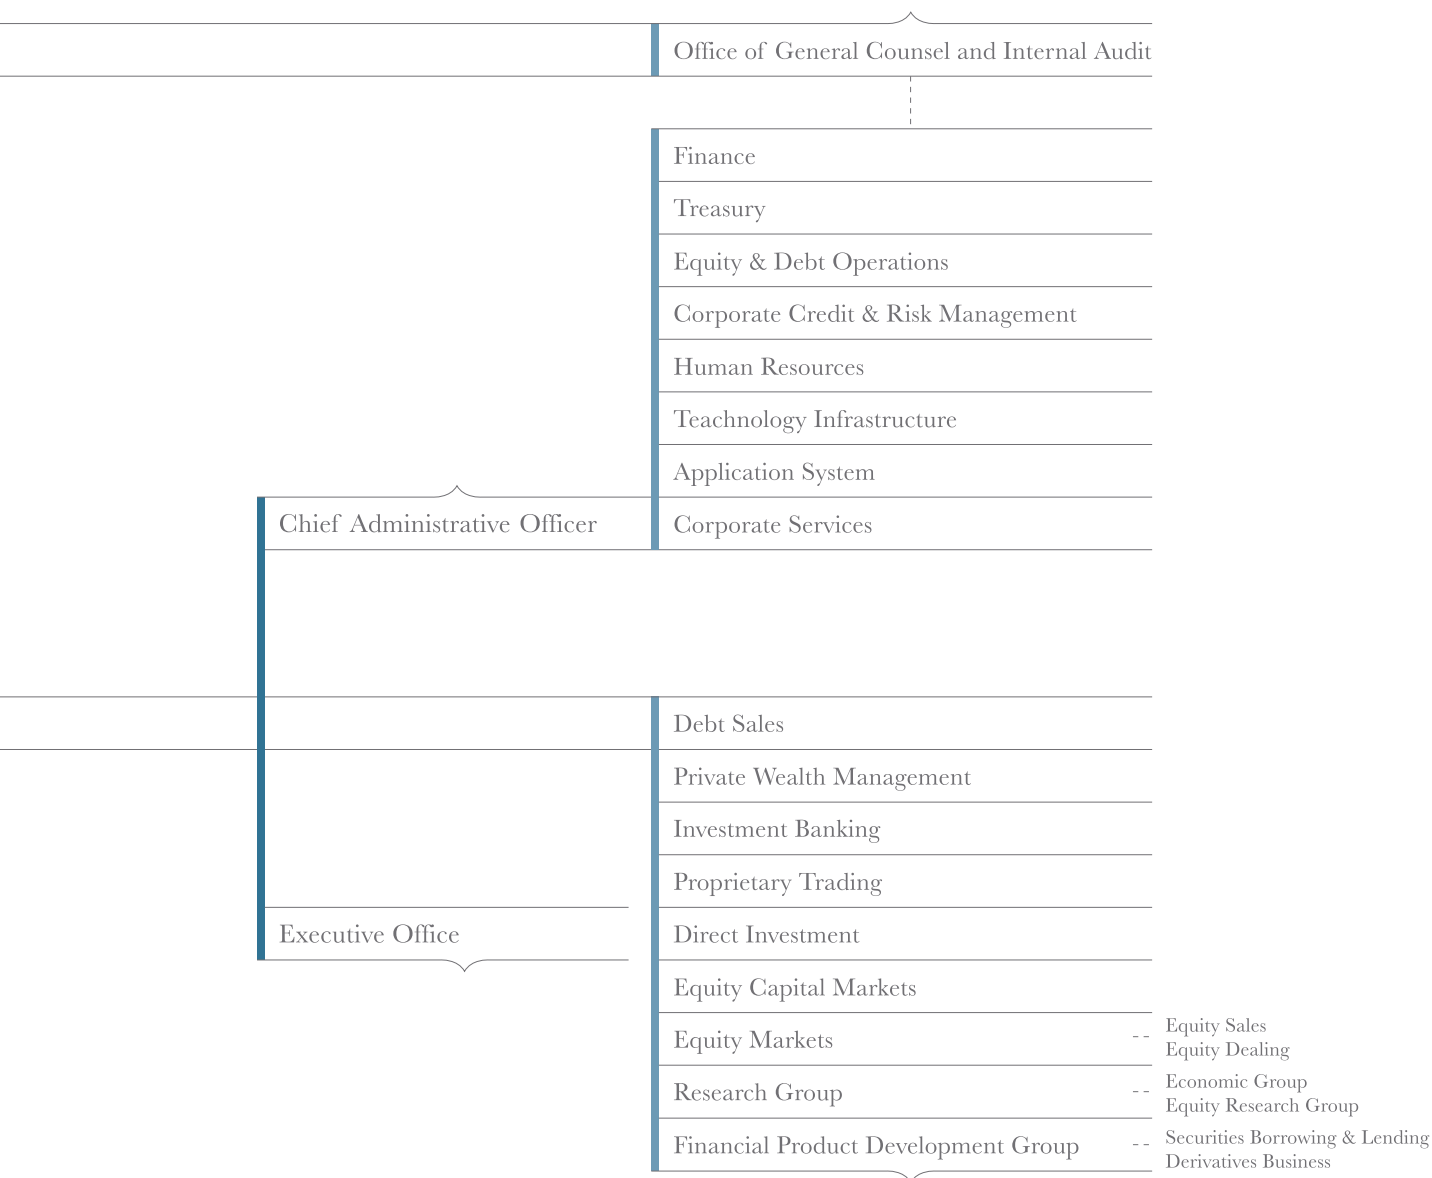 Office of General Counsel and Internal Audit
Finance
Treasury
Equity & Debt Operations
Corporate Credit & Risk Management
Human Resources
Teachnology Infrastructure
Application System
Chief Administrative Officer
Corporate Services
Debt Sales
Private Wealth Management
Investment Banking
Proprietary Trading
Executive Office
Direct Investment
Equity Capital Markets
Equity Markets
Equity Sales
Equity Dealing
Research Group
Economic Group
Equity Research Group
Financial Product Development Group
Securities Borrowing & Lending
Derivatives Business